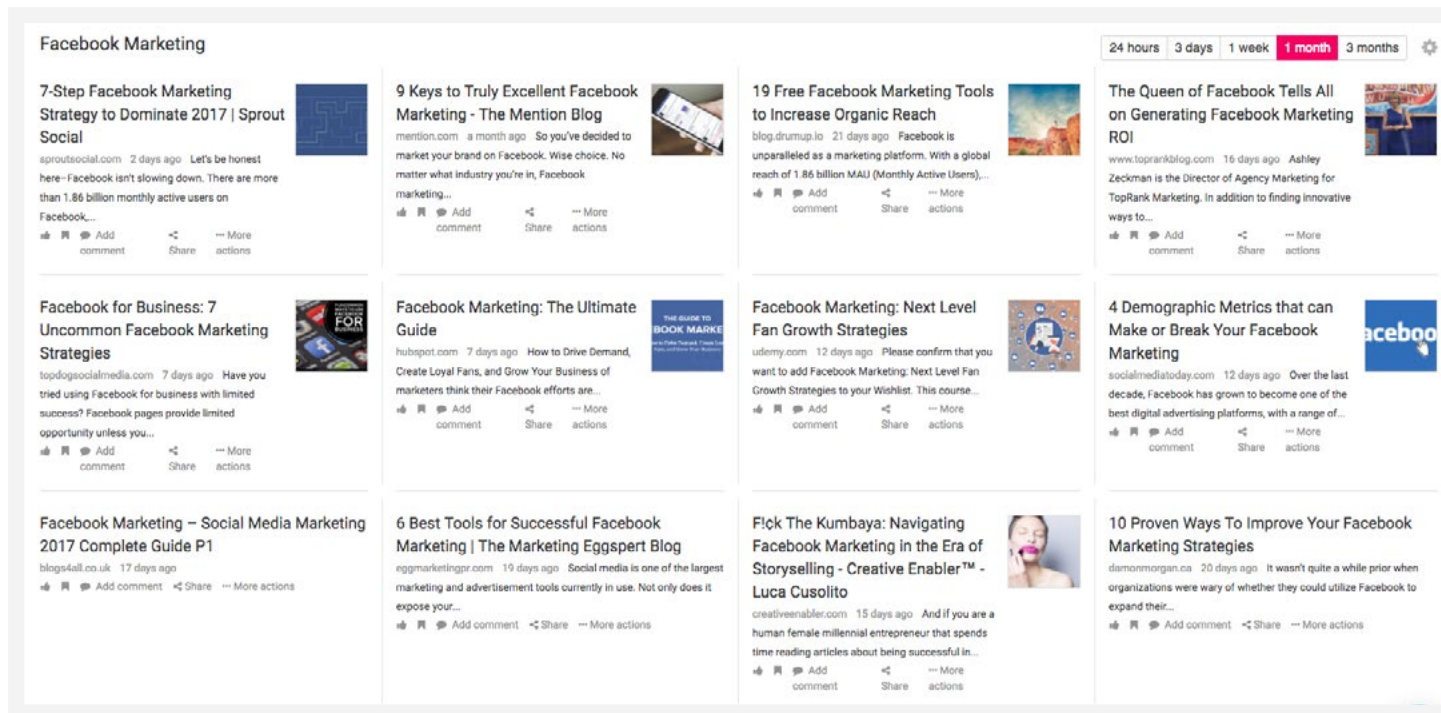 Facebook Marketing
24 hours 3 days 1 week 1 month 3 months
7-Step Facebook Marketing
Strategy to Dominate 2017 | Sprout
Social
sproutsocial.com 2 days ago Let's be honest
here–Facebook isn't slowing down. There are more
than 1.86 billion monthly active users on
Facebook,...
Add comment Share ··· More actions
9 Keys to Truly Excellent Facebook
Marketing - The Mention Blog
mention.com a month ago So you've decided to
market your brand on Facebook. Wise choice. No
matter what industry you're in, Facebook
marketing...
Add comment Share ··· More actions
19 Free Facebook Marketing Tools
to Increase Organic Reach
blog.drumup.io 21 days ago Facebook is
unparalleled as a marketing platform. With a global
reach of 1.86 billion MAU (Monthly Active Users),...
Add comment Share ··· More actions
The Queen of Facebook Tells All
on Generating Facebook Marketing
ROI
www.toprankblog.com 16 days ago Ashley
Zeckman is the Director of Agency Marketing for
TopRank Marketing. In addition to finding innovative
ways to...
Add comment Share ··· More actions
Facebook for Business: 7
Uncommon Facebook Marketing
Strategies
topdogsocialmedia.com 7 days ago Have you
tried using Facebook for business with limited
success? Facebook pages provide limited
opportunity unless you...
Add comment Share ··· More actions
FOR
Facebook Marketing: The Ultimate
Guide
hubspot.com 7 days ago How to Drive Demand,
Create Loyal Fans, and Grow Your Business of
marketers think their Facebook efforts are...
Add comment Share ··· More actions
THE GUIDE TO
BOOK MARKE
Facebook Marketing: Next Level
Fan Growth Strategies
udemy.com 12 days ago Please confirm that you
want to add Facebook Marketing: Next Level Fan
Growth Strategies to your Wishlist. This course...
Add comment Share ··· More actions
4 Demographic Metrics that can
Make or Break Your Facebook
Marketing
socialmediatoday.com 12 days ago Over the last
decade, Facebook has grown to become one of the
best digital advertising platforms, with a range of...
Add comment Share ··· More actions
aceboo
Facebook Marketing – Social Media Marketing
2017 Complete Guide P1
blogs4all.co.uk 17 days ago
Add comment Share ··· More actions
6 Best Tools for Successful Facebook
Marketing | The Marketing Eggspert Blog
eggmarketingpr.com 19 days ago Social media is one of the largest
marketing and advertisement tools currently in use. Not only does it
expose your...
Add comment Share ··· More actions
F!¢k The Kumbaya: Navigating
Facebook Marketing in the Era of
Storyselling - Creative Enabler™ -
Luca Cusolito
creativeenabler.com 15 days ago And if you are a
human female millennial entrepreneur that spends
time reading articles about being successful in...
Add comment Share ··· More actions
10 Proven Ways To Improve Your Facebook
Marketing Strategies
damonmorgan.ca 20 days ago It wasn't quite a while prior when
organizations were wary of whether they could utilize Facebook to
expand their...
Add comment Share ··· More actions